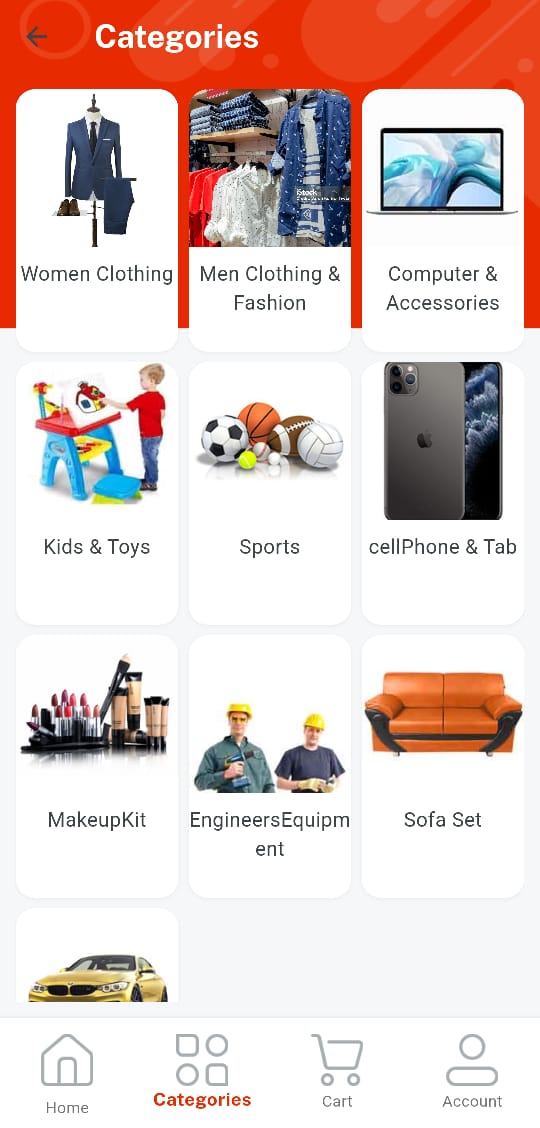 Categories
iStock
Women Clothing
Men Clothing &
Fashion
Computer &
Accessories
Kids & Toys
Sports
cellPhone & Tab
MakeupKit
EngineersEquipm
ent
Sofa Set
Home
Categories
Cart
Account